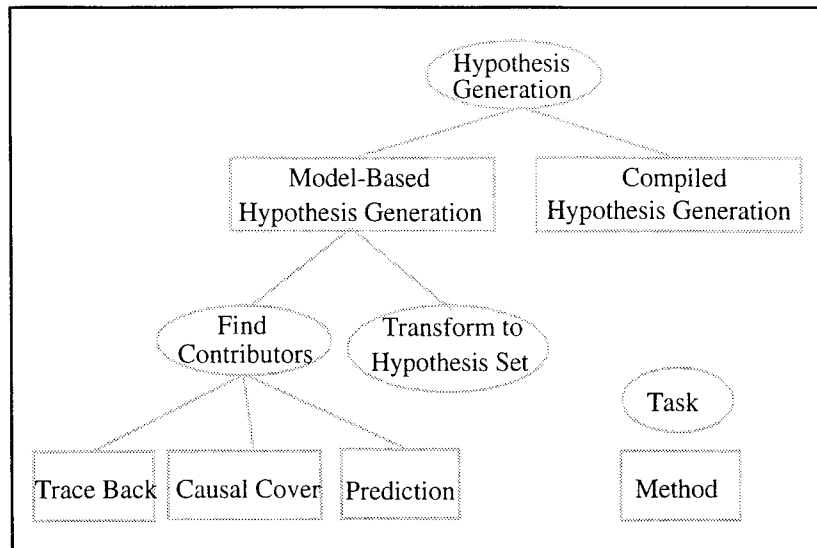 Hypothesis
Generation
Model-Based
Hypothesis Generation
Compiled
Hypothesis Generation
Find
Contributors
Transform to
Hypothesis Set
Task
Trace Back
Causal Cover
Prediction
Method